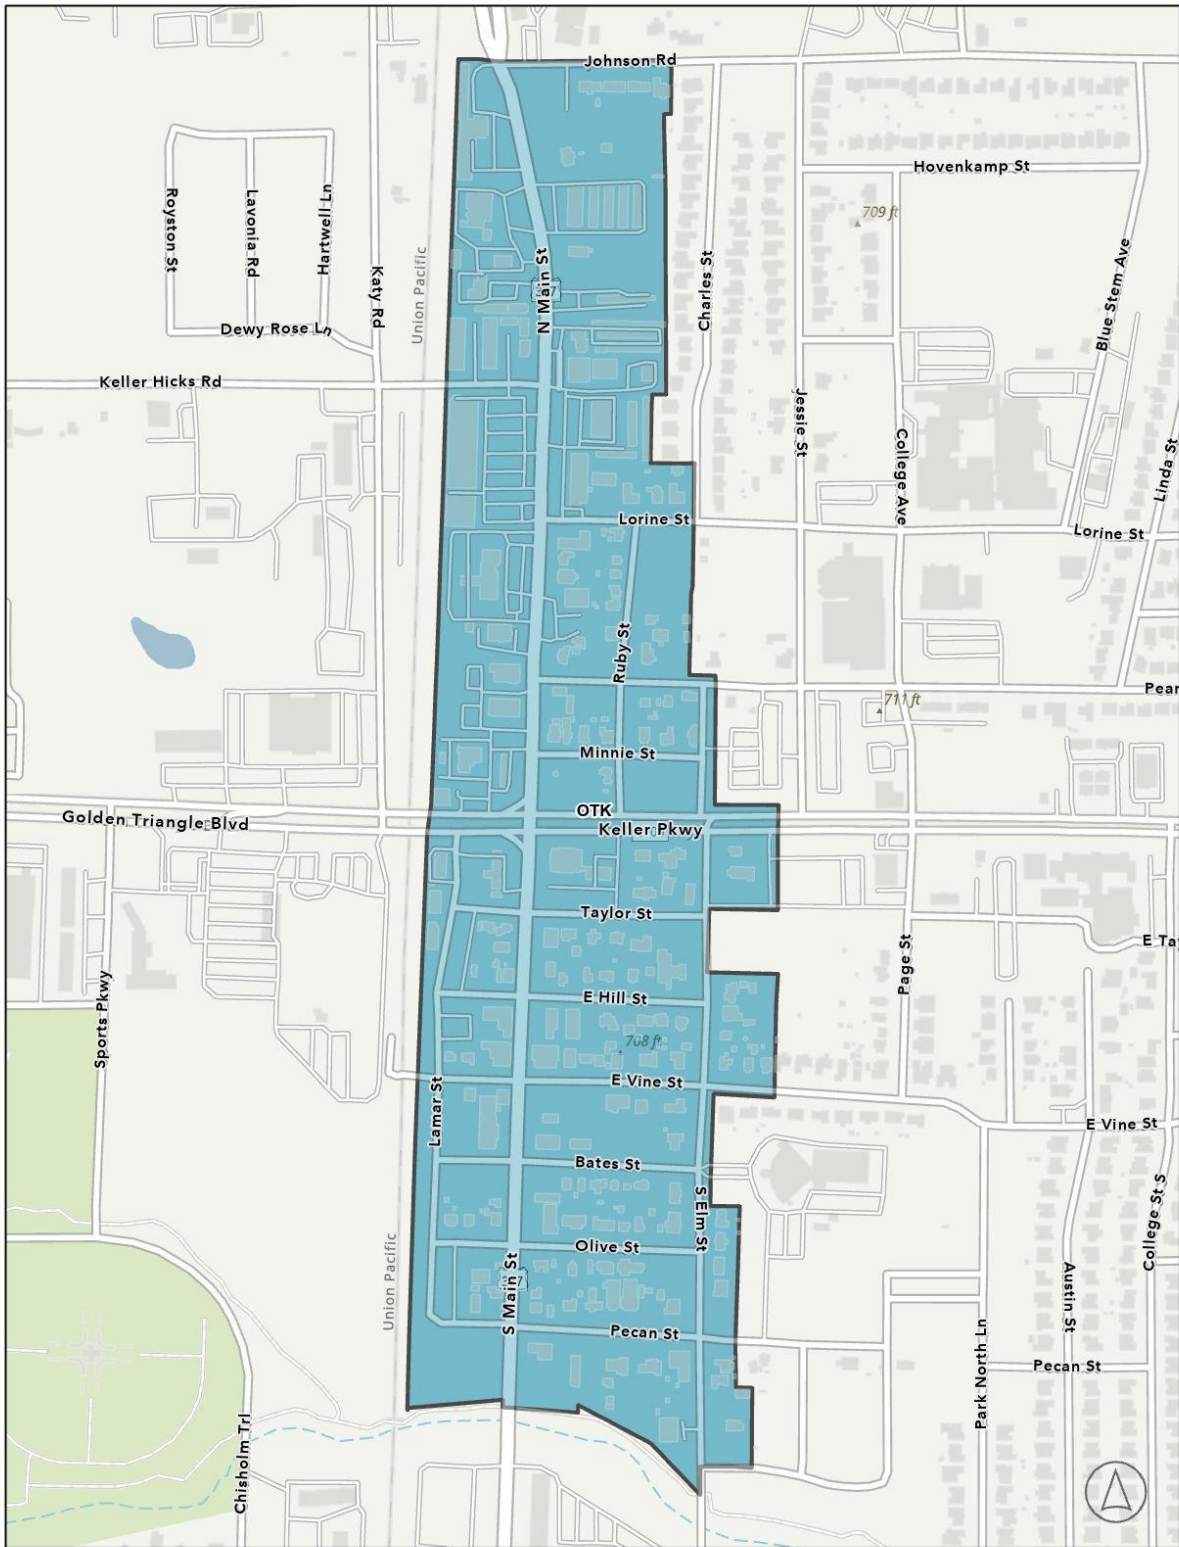 Johnson Rd
Hovenkamp St
Royston St
Lavonia Rd
Hartwell Ln
709 ft
Katy Rd
Union Pacific
N Main St
Charles St
Blue Stem Ave
Dewy Rose Ln
Keller Hicks Rd
Jessie St
College Ave
Linda St
Lorine St
Lorine St
Ruby St
Pear
711 ft
Minnie St
OTK
Golden Triangle Blvd
Keller Pkwy
Taylor St
E Tay
Page St
Sports Pkwy
E Hill St
708 ft
E Vine St
Lamar St
E Vine St
Bates St
S Elm St
College St S
Olive St
Union Pacific
S Main St
Austin St
Pecan St
Park North Ln
Pecan St
Chisholm Trl